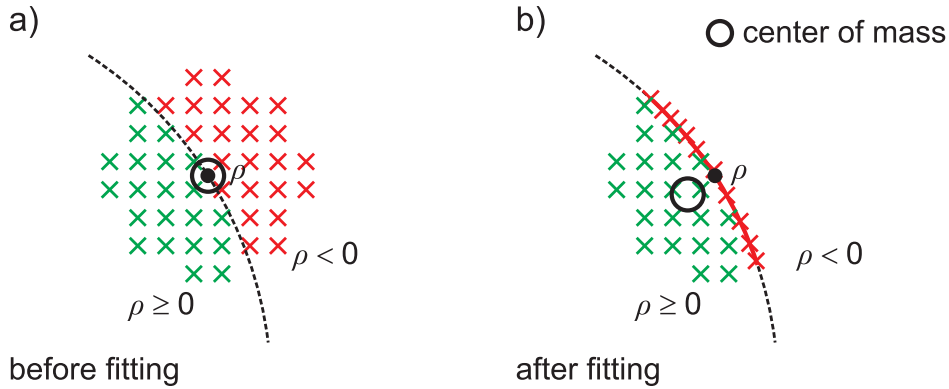 a)
ρ
ρ < 0
ρ ≥ 0
before fitting
b)
center of mass
ρ
ρ < 0
ρ ≥ 0
after fitting